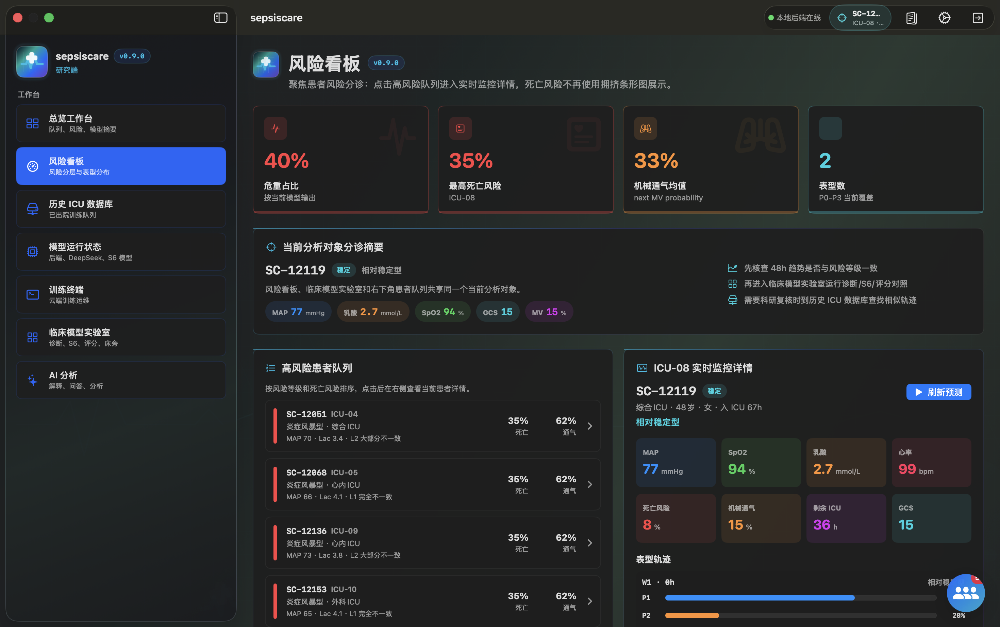 sepsiscare
本地后端在线
SC-12…
ICU-08 ·…
sepsiscare v0.9.0
研究端
工作台
总览工作台
队列、风险、模型摘要
风险看板
风险分层与表型分布
历史 ICU 数据库
已出院训练队列
模型运行状态
后端、DeepSeek、S6 模型
训练终端
云端训练运维
临床模型实验室
诊断、S6、评分、床旁
AI 分析
解释、问答、分析
风险看板 v0.9.0
聚焦患者风险分诊：点击高风险队列进入实时监控详情，死亡风险不再使用拥挤条形图展示。
40%
危重占比
按当前模型输出
35%
最高死亡风险
ICU-08
33%
机械通气均值
next MV probability
2
表型数
P0-P3 当前覆盖
当前分析对象分诊摘要
SC-12119 稳定 相对稳定型
风险看板、临床模型实验室和右下角患者队列共享同一个当前分析对象。
MAP 77 mmHg 乳酸 2.7 mmol/L SpO2 94 % GCS 15 MV 15 %
先核查 48h 趋势是否与风险等级一致
再进入临床模型实验室运行诊断/S6/评分对照
需要科研复核时到历史 ICU 数据库查找相似轨迹
高风险患者队列
按风险等级和死亡风险排序，点击后在右侧查看当前患者详情。
SC-12051 ICU-04
炎症风暴型 · 综合ICU
MAP 70 · Lac 3.4 · L2 大部分不一致
35% 死亡
62% 通气
SC-12068 ICU-05
炎症风暴型 · 心内ICU
MAP 66 · Lac 4.1 · L1 完全不一致
35% 死亡
62% 通气
SC-12136 ICU-09
炎症风暴型 · 心内ICU
MAP 73 · Lac 3.8 · L2 大部分不一致
35% 死亡
62% 通气
SC-12153 ICU-10
炎症风暴型 · 外科ICU
MAP 65 · Lac 4.1 · L1 完全不一致
35% 死亡
62% 通气
ICU-08 实时监控详情
SC-12119 稳定
刷新预测
综合ICU · 48岁 · 女 · 入 ICU 67h
相对稳定型
MAP
77 mmHg
SpO2
94 %
乳酸
2.7 mmol/L
心率
99 bpm
死亡风险
8 %
机械通气
15 %
剩余 ICU
36 h
GCS
15
表型轨迹
W1 · 0h
相对稳
P1
P2
20%